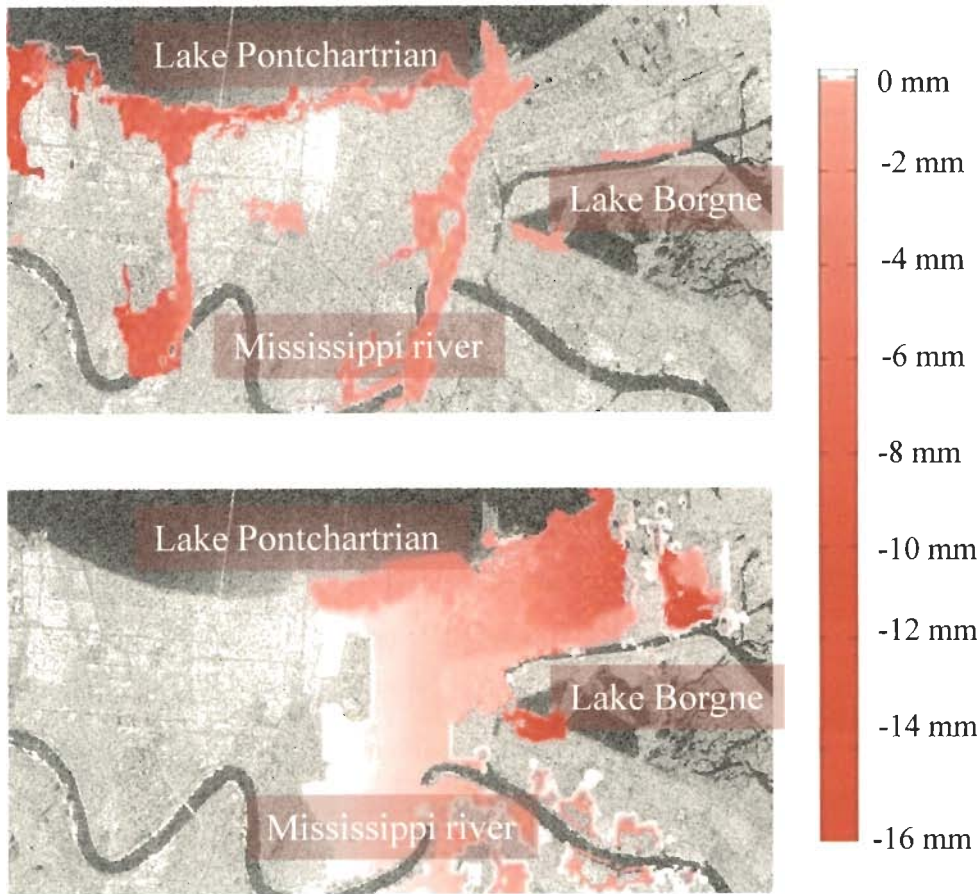 Lake Pontchartrian
Lake Borgne
Mississippi river
Lake Pontchartrian
Lake Borgne
Mississippi river
0 mm
-2 mm
-4 mm
-6 mm
-8 mm
-10 mm
-12 mm
-14 mm
-16 mm